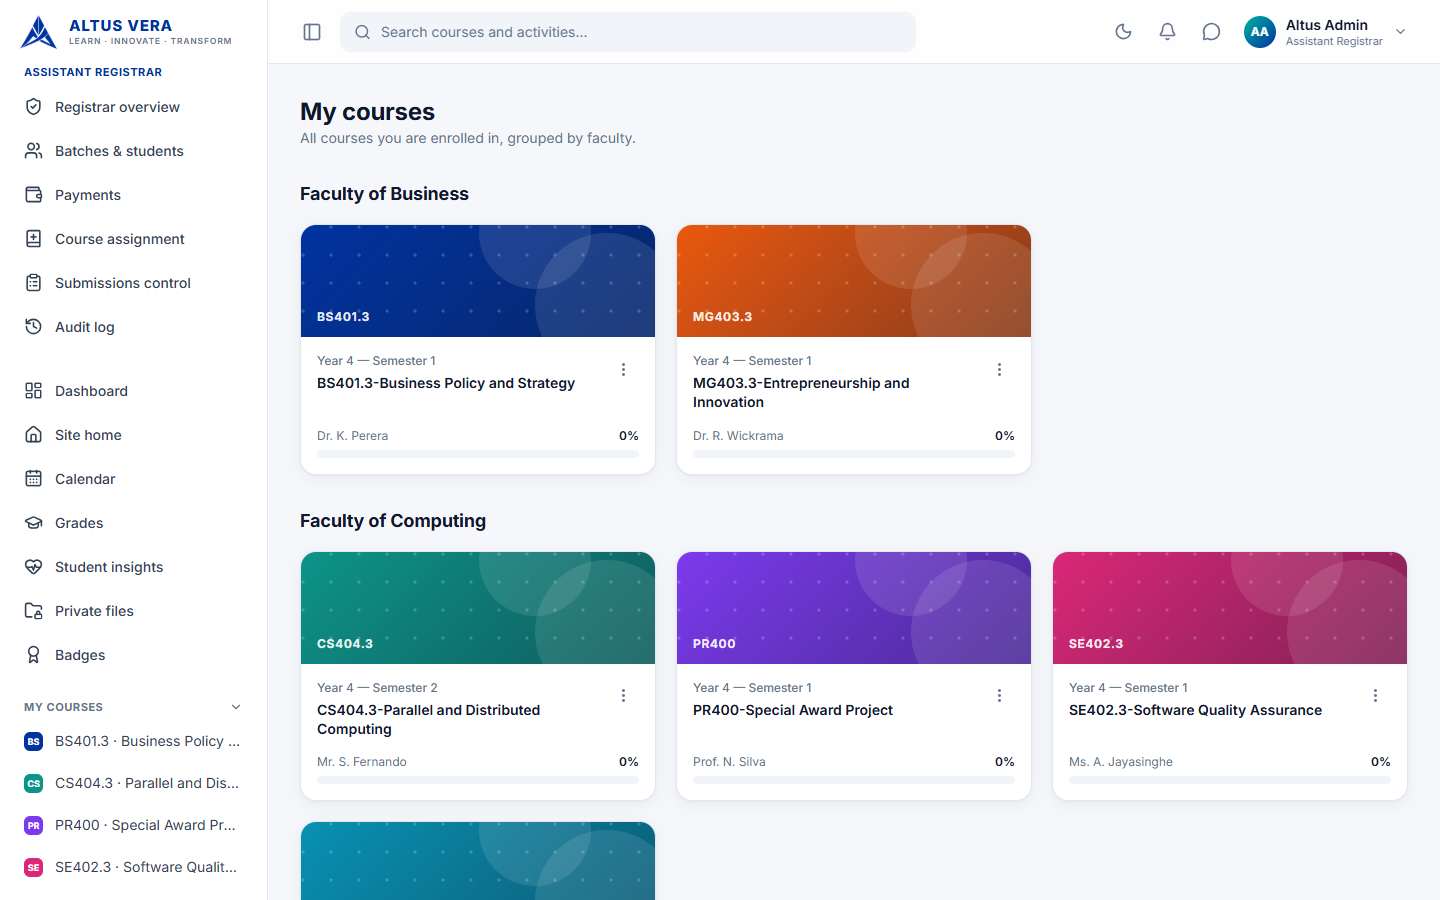 ALTUS VERA
LEARN · INNOVATE · TRANSFORM
ASSISTANT REGISTRAR
Registrar overview
Batches & students
Payments
Course assignment
Submissions control
Audit log
Dashboard
Site home
Calendar
Grades
Student insights
Private files
Badges
MY COURSES
BS BS401.3 · Business Policy ...
CS CS404.3 · Parallel and Dis...
PR PR400 · Special Award Pr...
SE SE402.3 · Software Qualit...
Search courses and activities...
AA
Altus Admin
Assistant Registrar
My courses
All courses you are enrolled in, grouped by faculty.
Faculty of Business
BS401.3
Year 4 — Semester 1
BS401.3-Business Policy and Strategy
Dr. K. Perera 0%
MG403.3
Year 4 — Semester 1
MG403.3-Entrepreneurship and
Innovation
Dr. R. Wickrama 0%
Faculty of Computing
CS404.3
Year 4 — Semester 2
CS404.3-Parallel and Distributed
Computing
Mr. S. Fernando 0%
PR400
Year 4 — Semester 1
PR400-Special Award Project
Prof. N. Silva 0%
SE402.3
Year 4 — Semester 1
SE402.3-Software Quality Assurance
Ms. A. Jayasinghe 0%